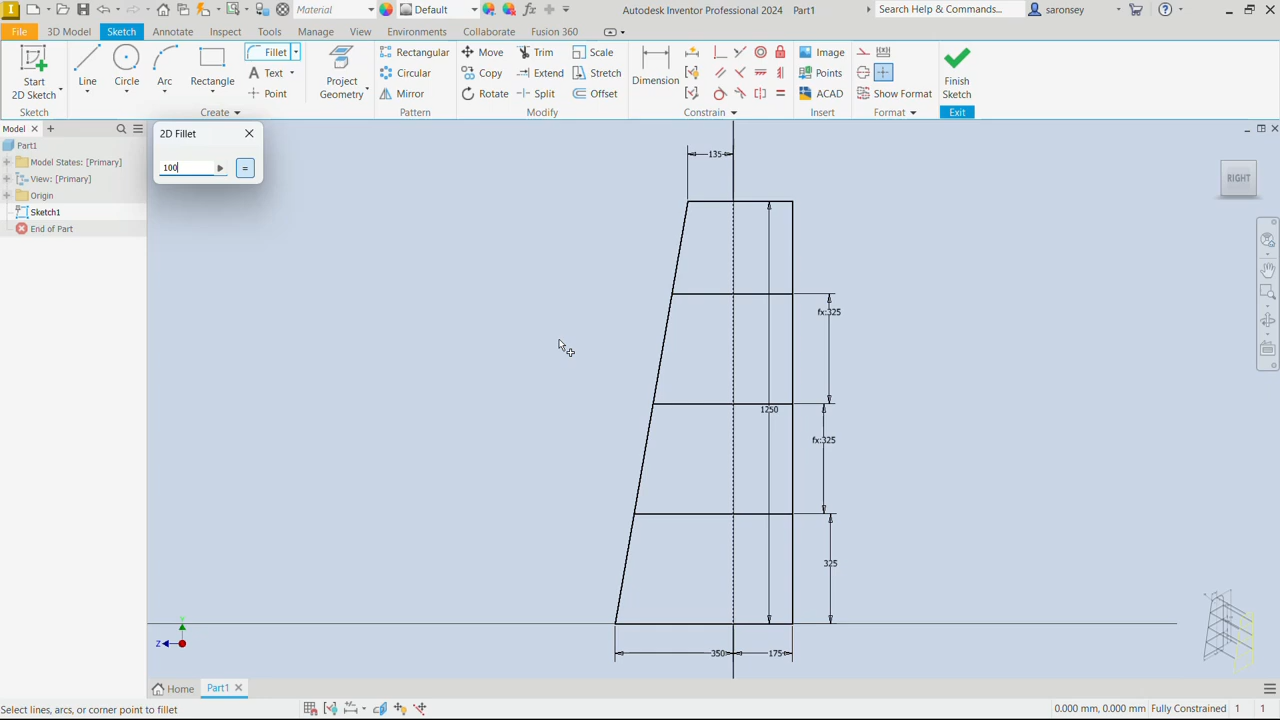 Material
Default
Autodesk Inventor Professional 2024 Part1
Search Help & Commands...
saronsey
File
3D Model
Sketch
Annotate
Inspect
Tools
Manage
View
Environments
Collaborate
Fusion 360
Start
2D Sketch
Line
Circle
Arc
Rectangle
Fillet
Text
Point
Project
Geometry
Rectangular
Circular
Mirror
Move
Copy
Rotate
Trim
Extend
Split
Scale
Stretch
Offset
Dimension
Image
Points
ACAD
Show Format
Finish
Sketch
Sketch
Create
Pattern
Modify
Constrain
Insert
Format
Exit
Model
Part1
Model States: [Primary]
View: [Primary]
Origin
Sketch1
End of Part
2D Fillet
100
=
135
RIGHT
fx:325
1250
fx:325
325
350
175
Y
Z
Home
Part1
Select lines, arcs, or corner point to fillet
0.000 mm, 0.000 mm
Fully Constrained
1
1